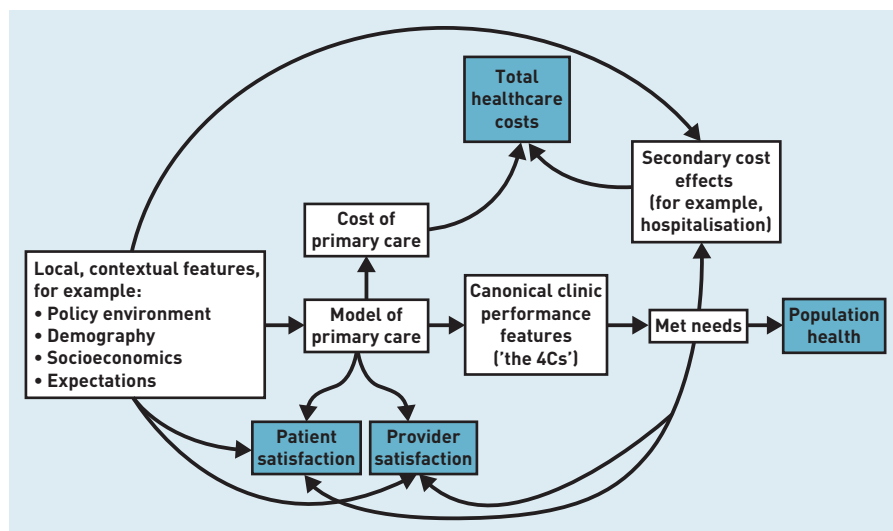 Total
healthcare
costs
Secondary cost
effects
(for example,
hospitalisation)
Cost of
primary care
Local, contextual features,
for example:
• Policy environment
• Demography
• Socioeconomics
• Expectations
Model of
primary care
Canonical clinic
performance
features
('the 4Cs')
Met needs
Population
health
Patient
satisfaction
Provider
satisfaction